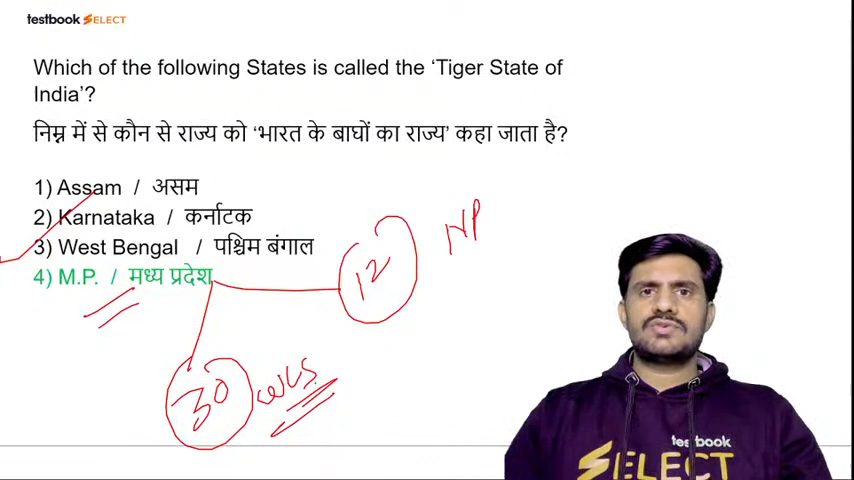 testbook SELECT
Which of the following States is called the ‘Tiger State of
India’?
निम्न में से कौन से राज्य को ‘भारत के बाघों का राज्य’ कहा जाता है?
1) Assam / असम
2) Karnataka / कर्नाटक
3) West Bengal / पश्चिम बंगाल
4) M.P. / मध्य प्रदेश
12 NP
30 WLS
testbook
SELECT